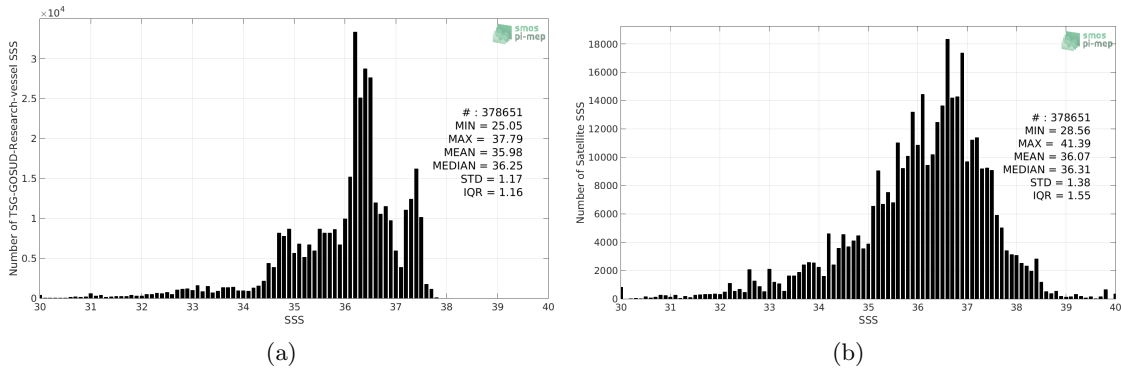 ×10⁴
Number of TSG-GOSUD-Research-vessel SSS
3
2.5
2
1.5
1
0.5
0
30 31 32 33 34 35 36 37 38 39 40
SSS
smos
pi-mep
# : 378651
MIN = 25.05
MAX = 37.79
MEAN = 35.98
MEDIAN = 36.25
STD = 1.17
IQR = 1.16
(a)
Number of Satellite SSS
18000
16000
14000
12000
10000
8000
6000
4000
2000
0
30 31 32 33 34 35 36 37 38 39 40
SSS
smos
pi-mep
# : 378651
MIN = 28.56
MAX = 41.39
MEAN = 36.07
MEDIAN = 36.31
STD = 1.38
IQR = 1.55
(b)